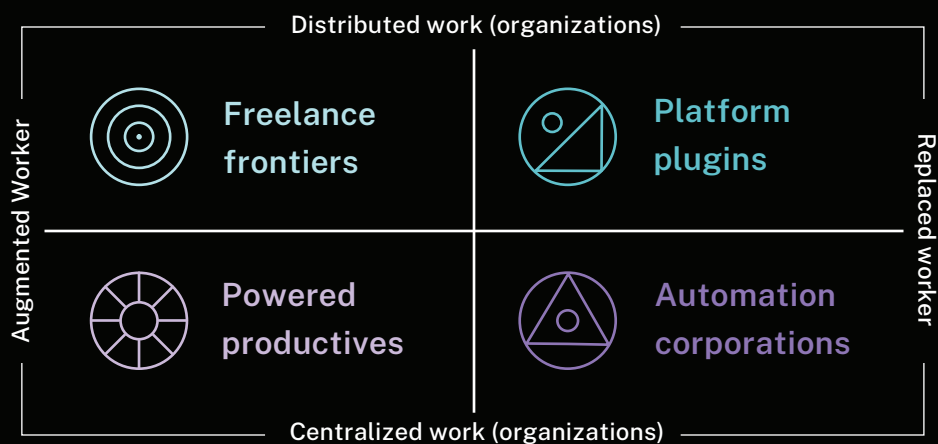 Distributed work (organizations)
Augmented Worker
Freelance
frontiers
Platform
plugins
Replaced worker
Powered
productives
Automation
corporations
Centralized work (organizations)